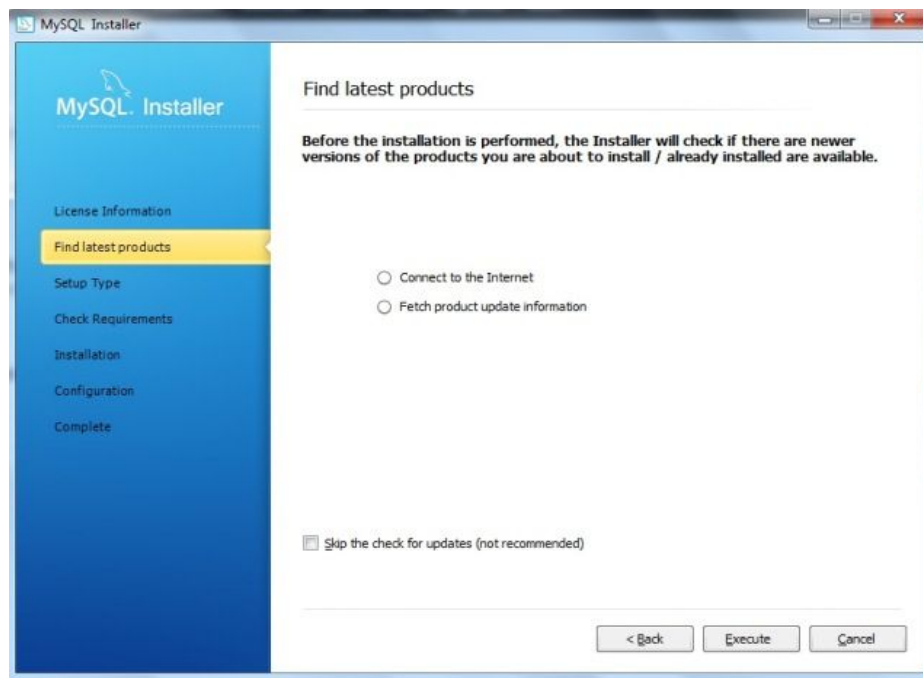 MySQL Installer
MySQL. Installer
License Information
Find latest products
Setup Type
Check Requirements
Installation
Configuration
Complete
Find latest products
Before the installation is performed, the Installer will check if there are newer
versions of the products you are about to install / already installed are available.
Connect to the Internet
Fetch product update information
Skip the check for updates (not recommended)
< Back
Execute
Cancel